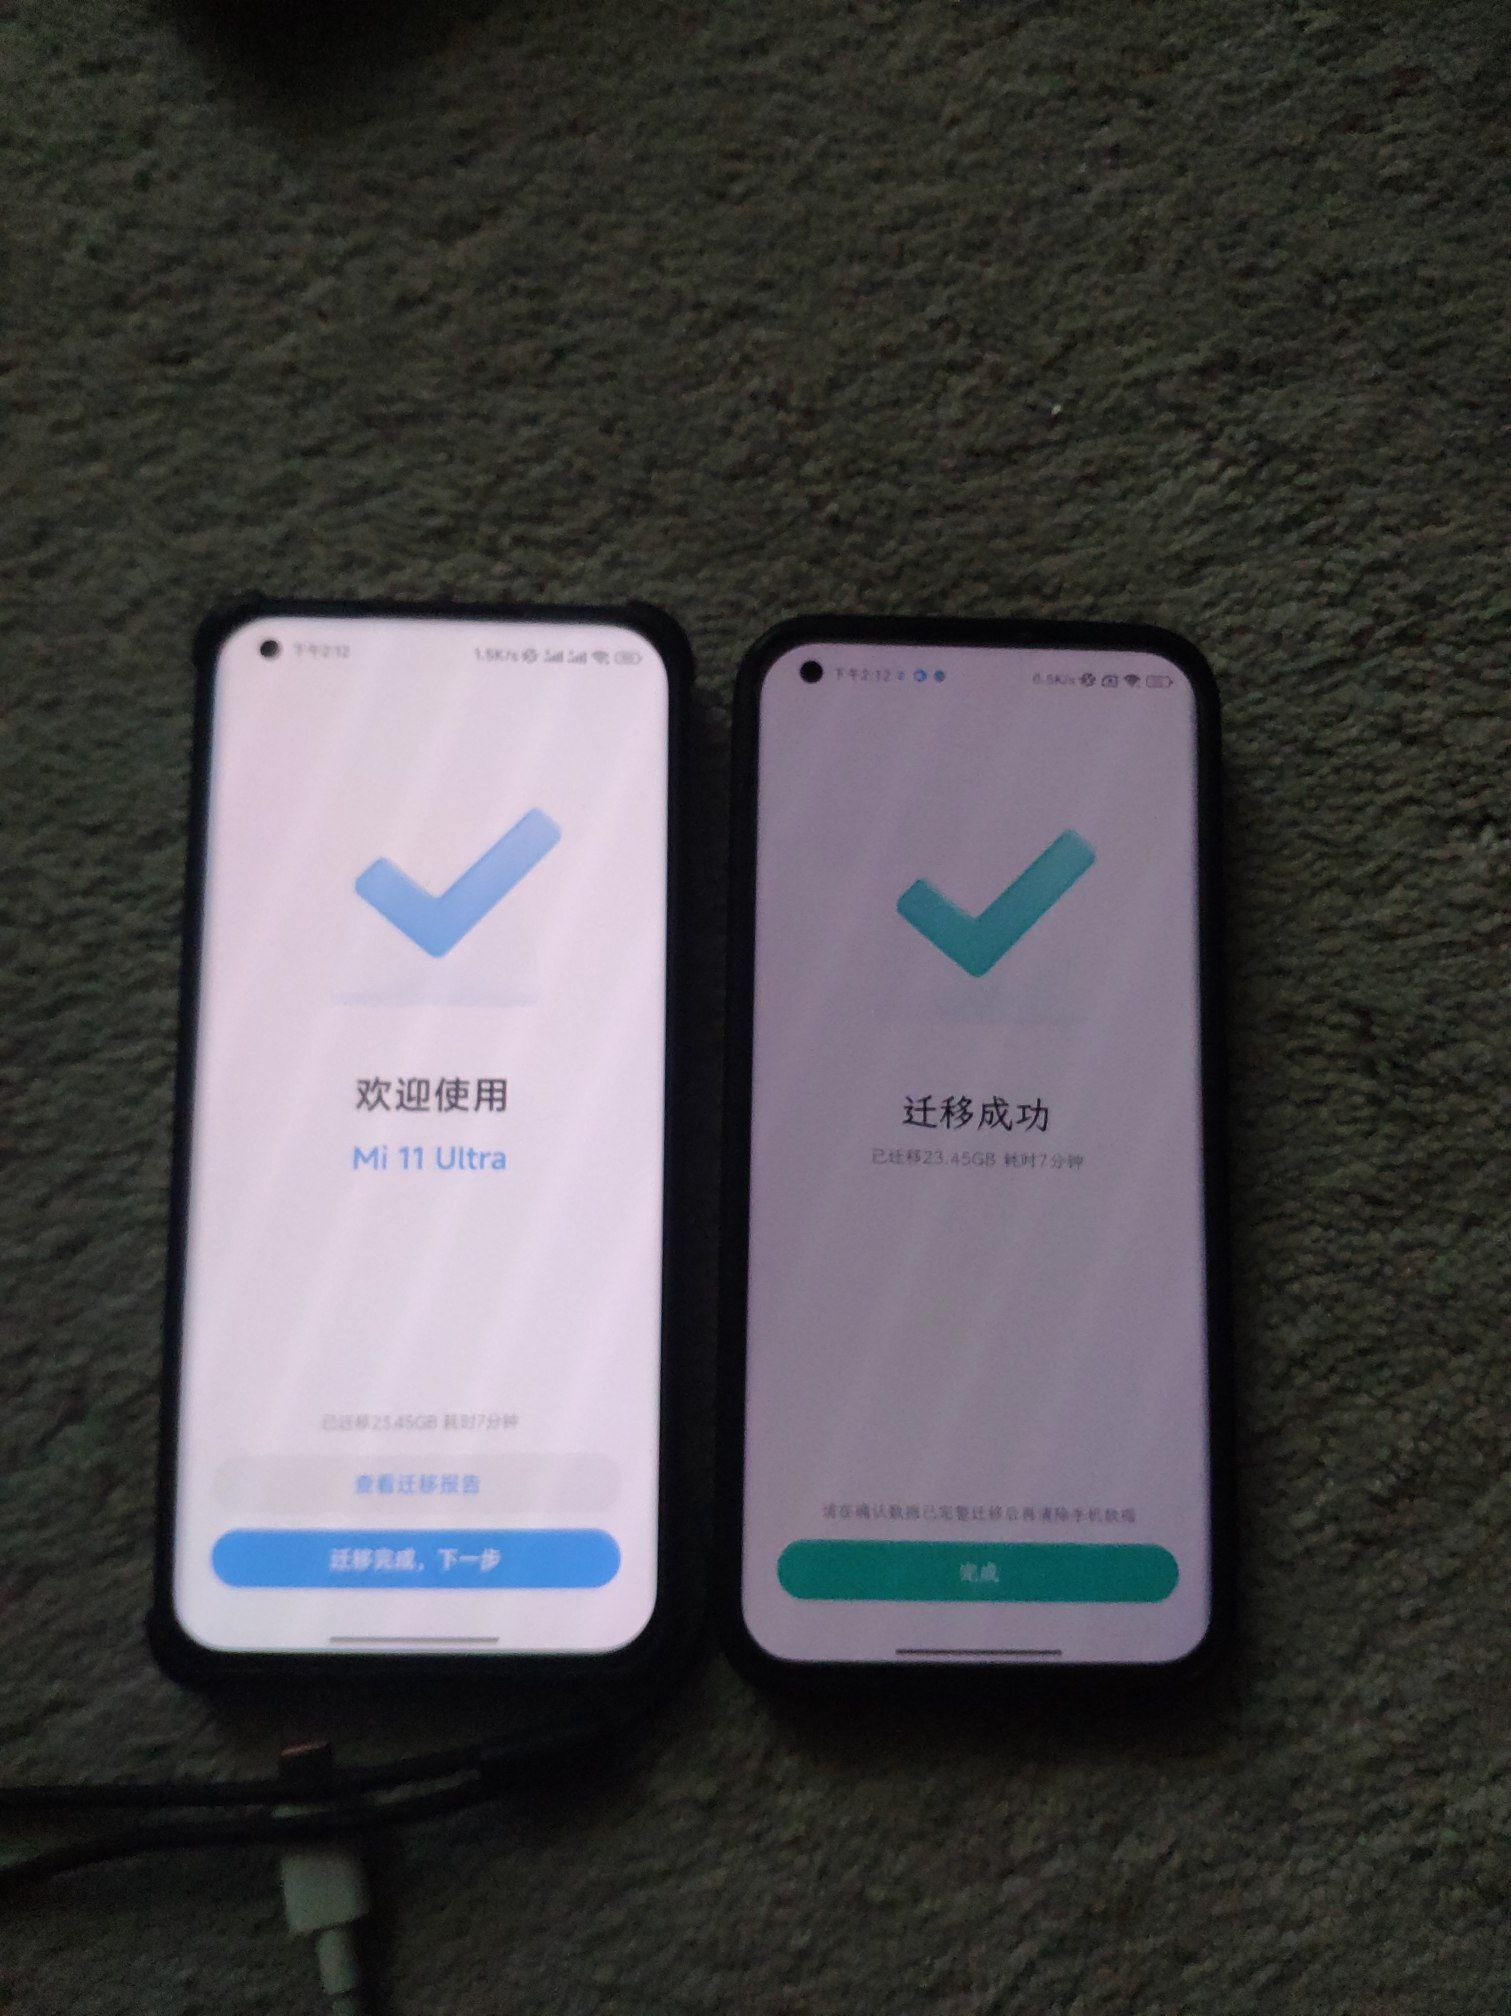 下午2:12
1.5K/s
欢迎使用
Mi 11 Ultra
已迁移23.45GB 耗时7分钟
查看迁移报告
迁移完成，下一步
下午2:12
0.5K/s
迁移成功
已迁移23.45GB 耗时7分钟
请在确认数据已完整迁移后再清除手机数据
完成